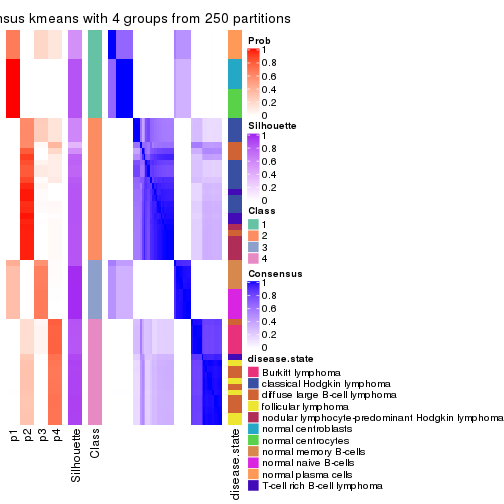 nsus kmeans with 4 groups from 250 partitions
Prob
1
0.8
0.6
0.4
0.2
0
Silhouette
1
0.8
0.6
0.4
0.2
0
Class
1
2
3
4
Consensus
1
0.8
0.6
0.4
0.2
0
disease.state
Burkitt lymphoma
classical Hodgkin lymphoma
diffuse large B-cell lymphoma
follicular lymphoma
nodular lymphocyte-predominant Hodgkin lymphoma
normal centroblasts
normal centrocytes
normal memory B-cells
normal naive B-cells
normal plasma cells
T-cell rich B-cell lymphoma
p1
p2
p3
p4
Silhouette
Class
disease.state